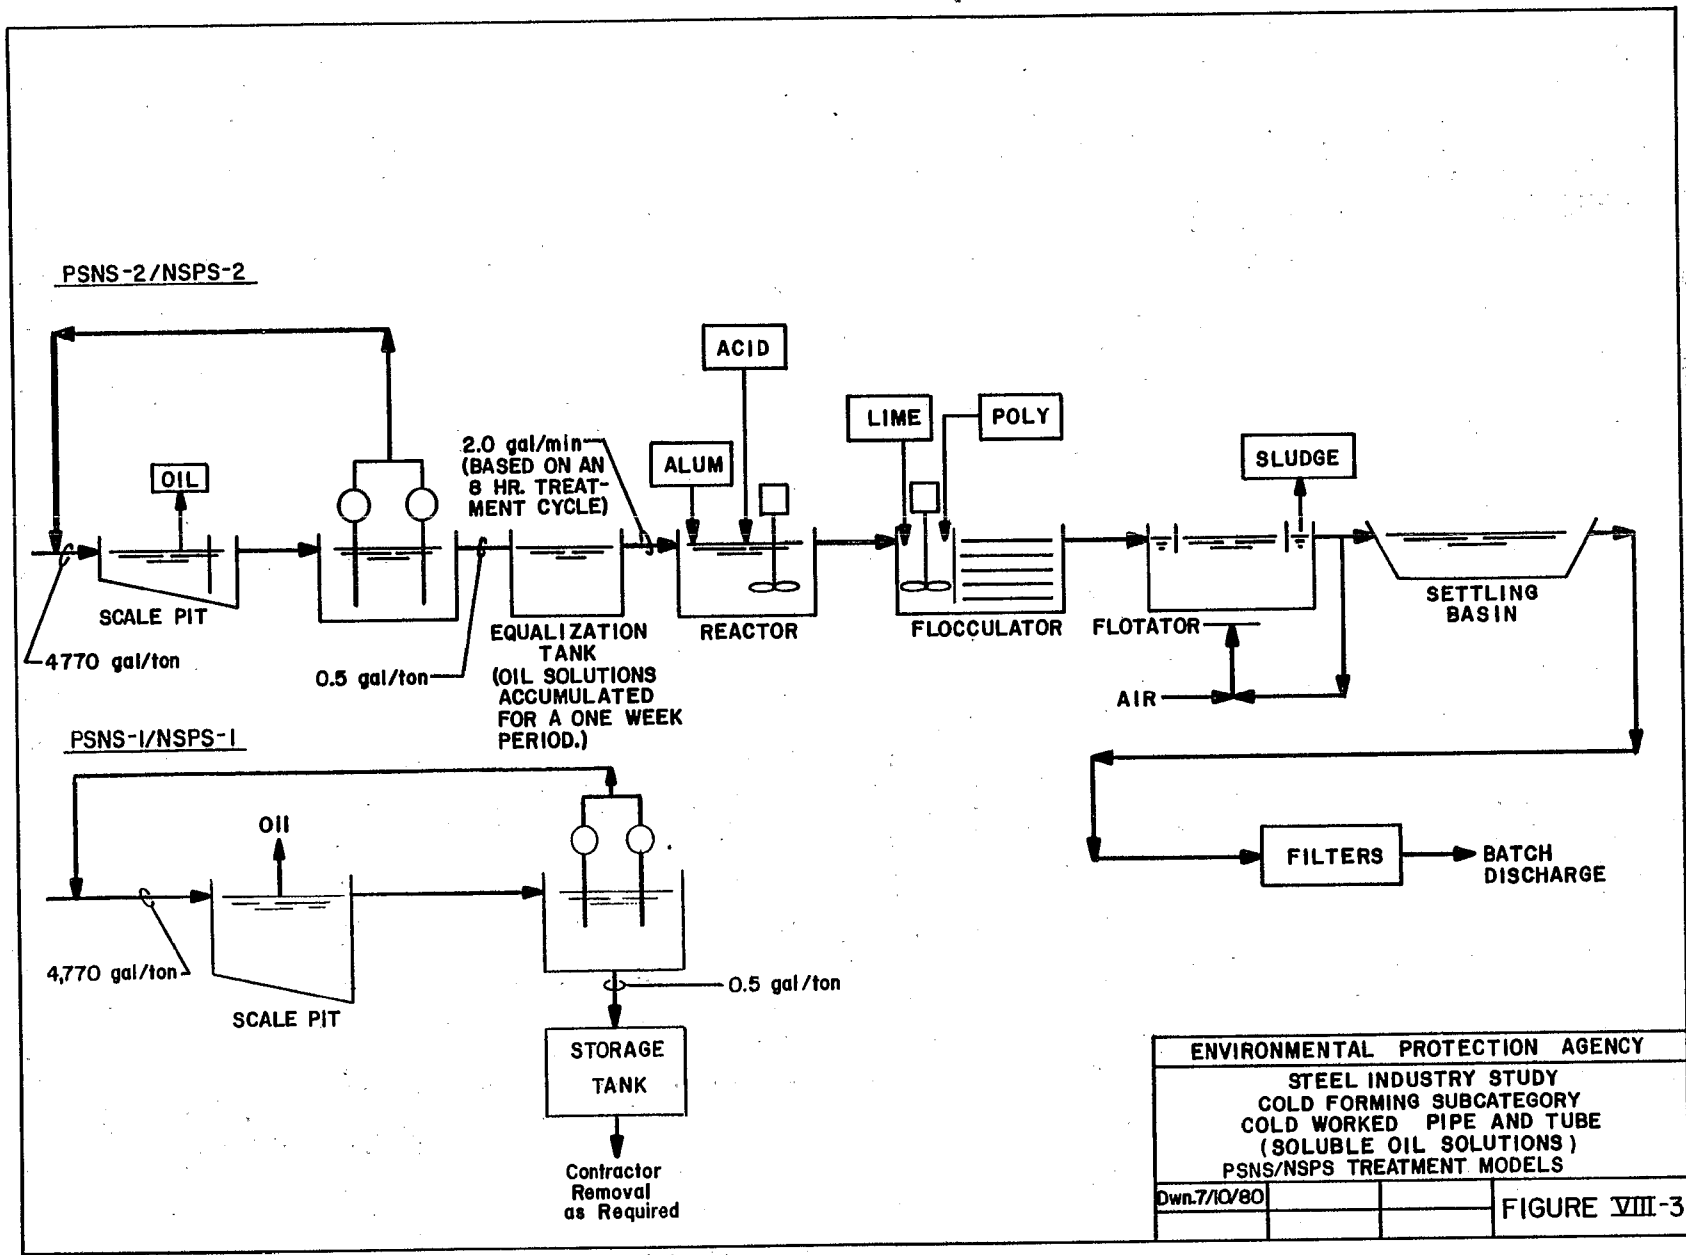 PSNS-2/NSPS-2
ACID
LIME
POLY
2.0 gal/min
(BASED ON AN
8 HR. TREAT-
MENT CYCLE)
ALUM
SLUDGE
OIL
SCALE PIT
4770 gal/ton
0.5 gal/ton
EQUALIZATION
TANK
(OIL SOLUTIONS
ACCUMULATED
FOR A ONE WEEK
PERIOD.)
REACTOR
FLOCCULATOR
FLOTATOR
AIR
SETTLING
BASIN
FILTERS
BATCH
DISCHARGE
PSNS-1/NSPS-1
Oil
4,770 gal/ton
SCALE PIT
0.5 gal/ton
STORAGE
TANK
Contractor
Removal
as Required
ENVIRONMENTAL PROTECTION AGENCY
STEEL INDUSTRY STUDY
COLD FORMING SUBCATEGORY
COLD WORKED PIPE AND TUBE
(SOLUBLE OIL SOLUTIONS)
PSNS/NSPS TREATMENT MODELS
Dwn.7/10/80
FIGURE VIII-3